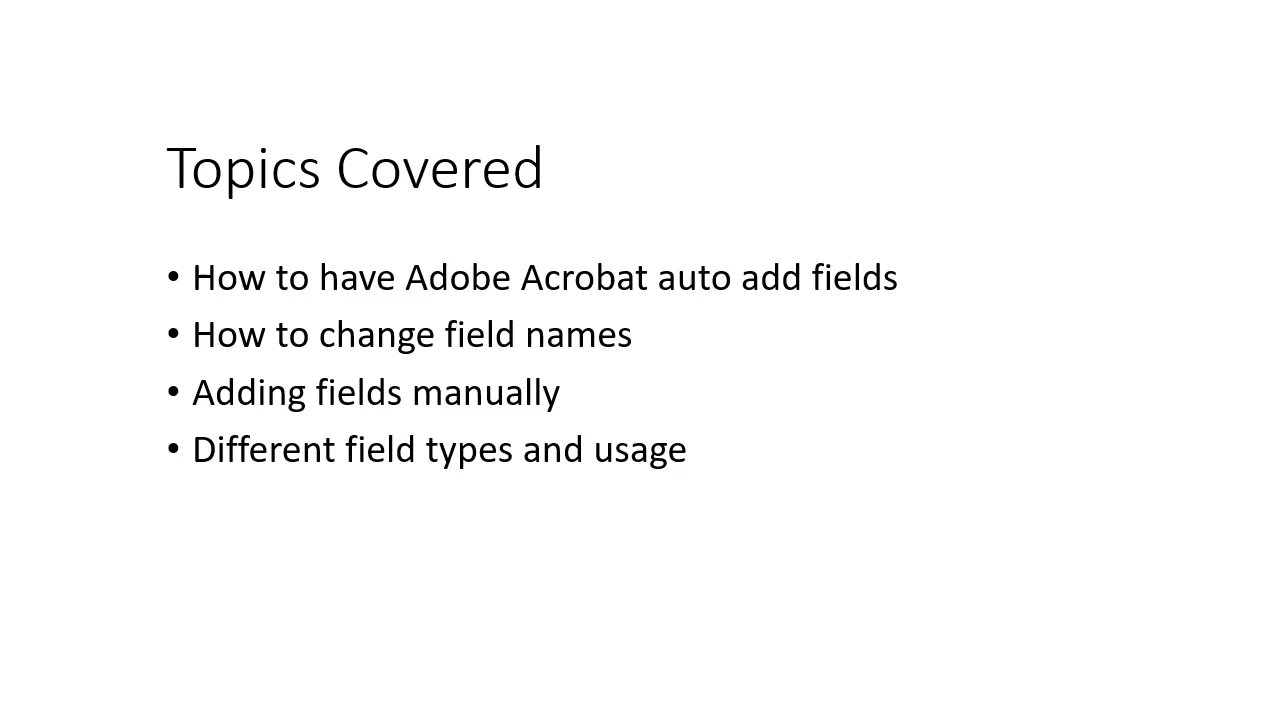 Topics Covered
• How to have Adobe Acrobat auto add fields
• How to change field names
• Adding fields manually
• Different field types and usage